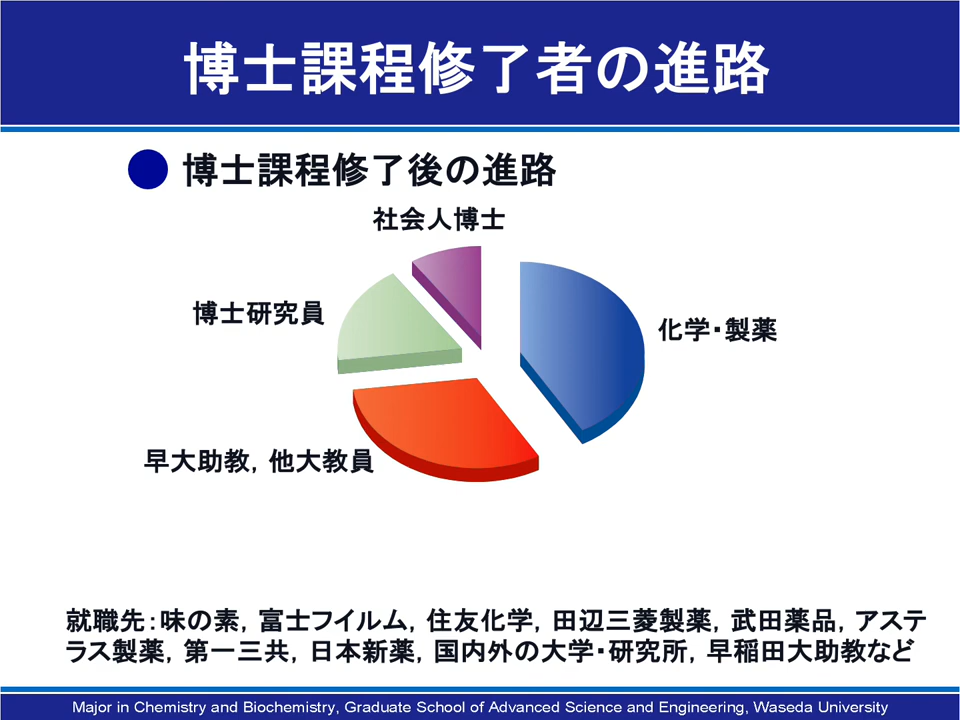 博士課程修了者の進路
博士課程修了後の進路
社会人博士
博士研究員
化学・製薬
早大助教，他大教員
就職先：味の素，富士フイルム，住友化学，田辺三菱製薬，武田薬品，アステ
ラス製薬，第一三共，日本新薬，国内外の大学・研究所，早稲田大助教など
Major in Chemistry and Biochemistry, Graduate School of Advanced Science and Engineering, Waseda University